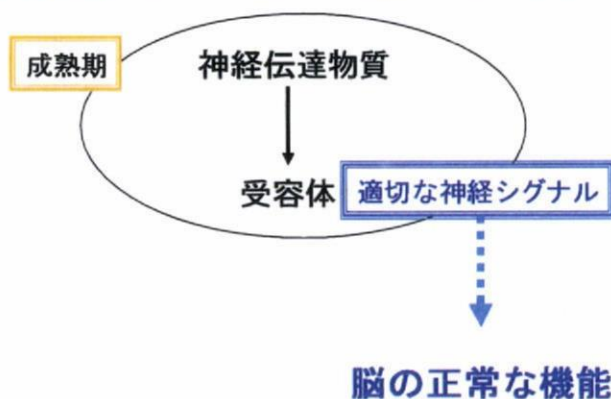 成熟期
神経伝達物質
受容体
適切な神経シグナル
脳の正常な機能